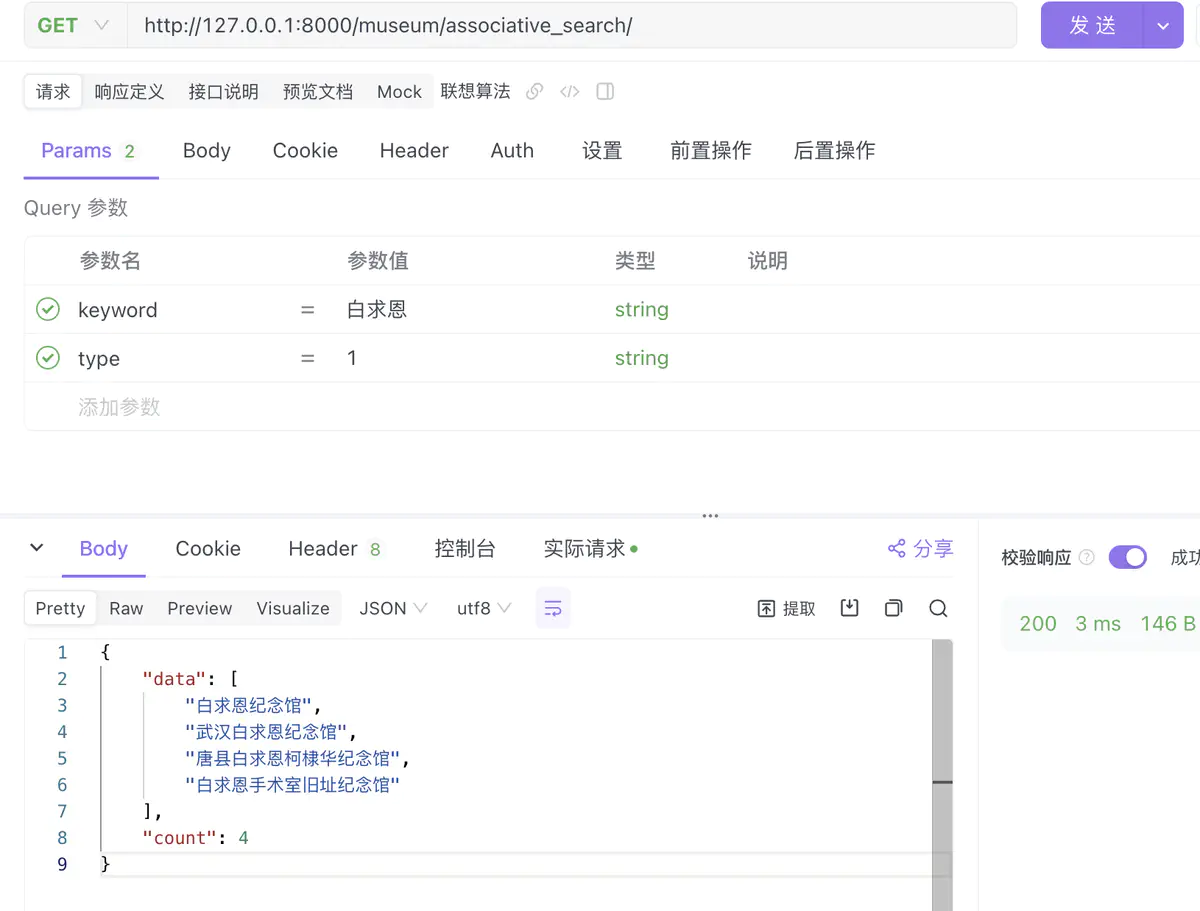 GET http://127.0.0.1:8000/museum/associative_search/ 发 送
请求 响应定义 接口说明 预览文档 Mock 联想算法
Params 2 Body Cookie Header Auth 设置 前置操作 后置操作
Query 参数
参数名 参数值 类型 说明
keyword = 白求恩 string
type = 1 string
添加参数
Body Cookie Header 8 控制台 实际请求 分享 校验响应 ? 成功
Pretty Raw Preview Visualize JSON utf8 提取
200 3 ms 146 B
1 {
2 "data": [
3 "白求恩纪念馆",
4 "武汉白求恩纪念馆",
5 "唐县白求恩柯棣华纪念馆",
6 "白求恩手术室旧址纪念馆"
7 ],
8 "count": 4
9 }